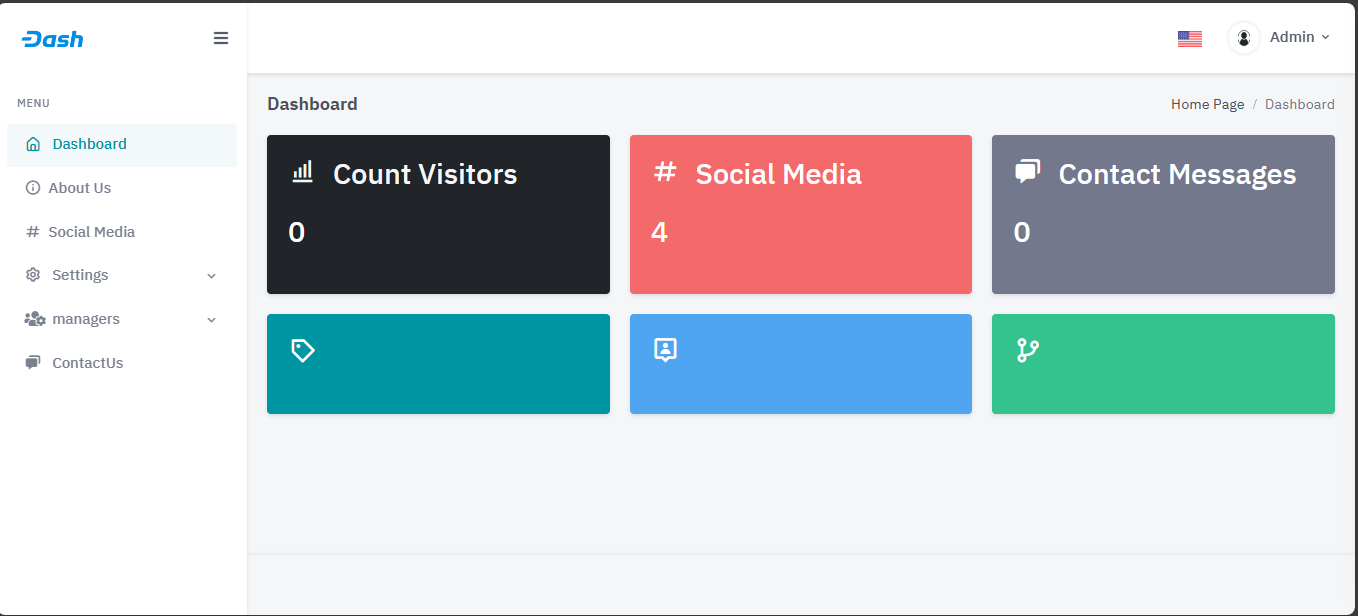 Dash
Admin
MENU
Dashboard
About Us
# Social Media
Settings
managers
ContactUs
Dashboard
Home Page / Dashboard
Count Visitors
0
# Social Media
4
Contact Messages
0